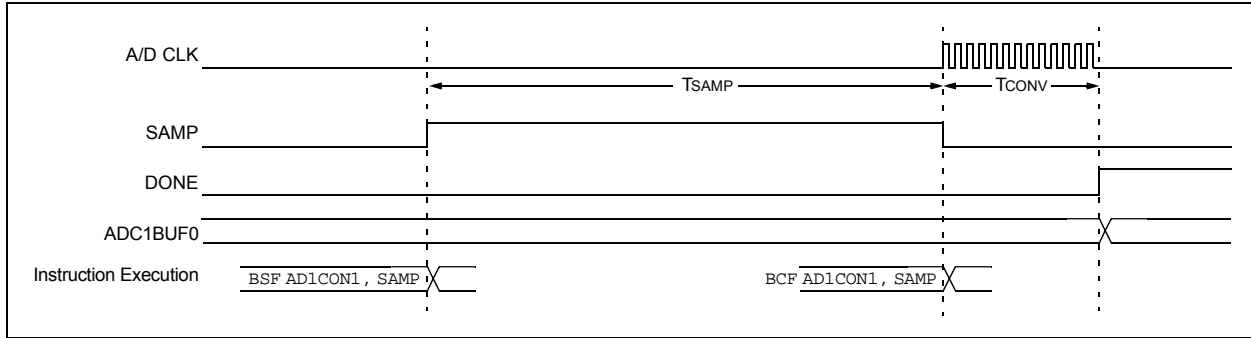 A/D CLK
TSAMP TCONV
SAMP
DONE
ADC1BUF0
Instruction Execution BSF AD1CON1, SAMP BCF AD1CON1, SAMP